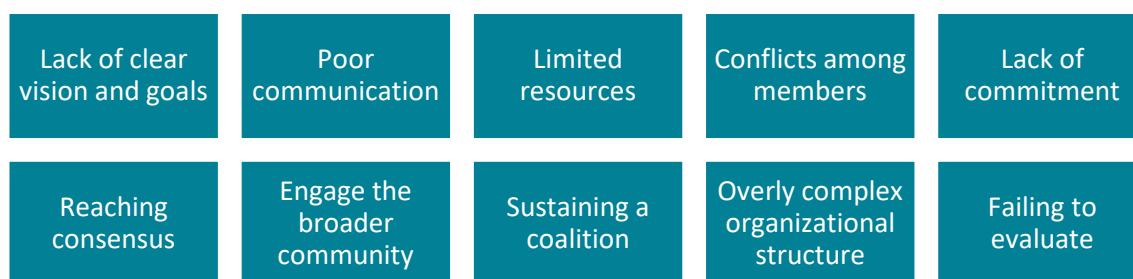 Lack of clear
vision and goals
Poor
communication
Limited
resources
Conflicts among
members
Lack of
commitment
Reaching
consensus
Engage the
broader
community
Sustaining a
coalition
Overly complex
organizational
structure
Failing to
evaluate